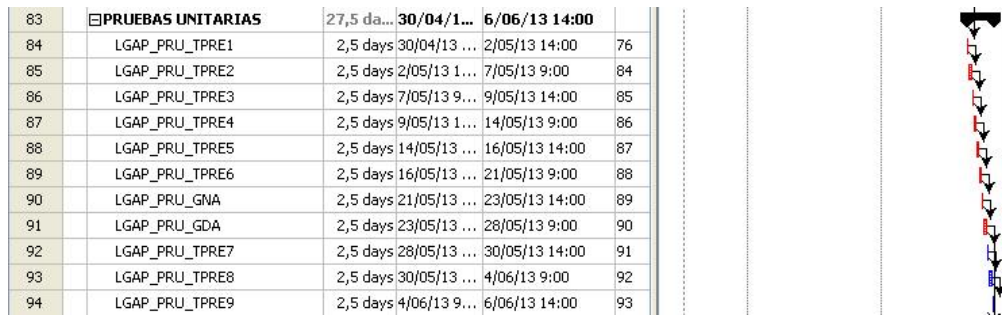 83 PRUEBAS UNITARIAS 27,5 da... 30/04/1... 6/06/13 14:00
84 LGAP_PRU_TPRE1 2,5 days 30/04/13 ... 2/05/13 14:00 76
85 LGAP_PRU_TPRE2 2,5 days 2/05/13 1... 7/05/13 9:00 84
86 LGAP_PRU_TPRE3 2,5 days 7/05/13 9... 9/05/13 14:00 85
87 LGAP_PRU_TPRE4 2,5 days 9/05/13 1... 14/05/13 9:00 86
88 LGAP_PRU_TPRE5 2,5 days 14/05/13 ... 16/05/13 14:00 87
89 LGAP_PRU_TPRE6 2,5 days 16/05/13 ... 21/05/13 9:00 88
90 LGAP_PRU_GNA 2,5 days 21/05/13 ... 23/05/13 14:00 89
91 LGAP_PRU_GDA 2,5 days 23/05/13 ... 28/05/13 9:00 90
92 LGAP_PRU_TPRE7 2,5 days 28/05/13 ... 30/05/13 14:00 91
93 LGAP_PRU_TPRE8 2,5 days 30/05/13 ... 4/06/13 9:00 92
94 LGAP_PRU_TPRE9 2,5 days 4/06/13 9... 6/06/13 14:00 93